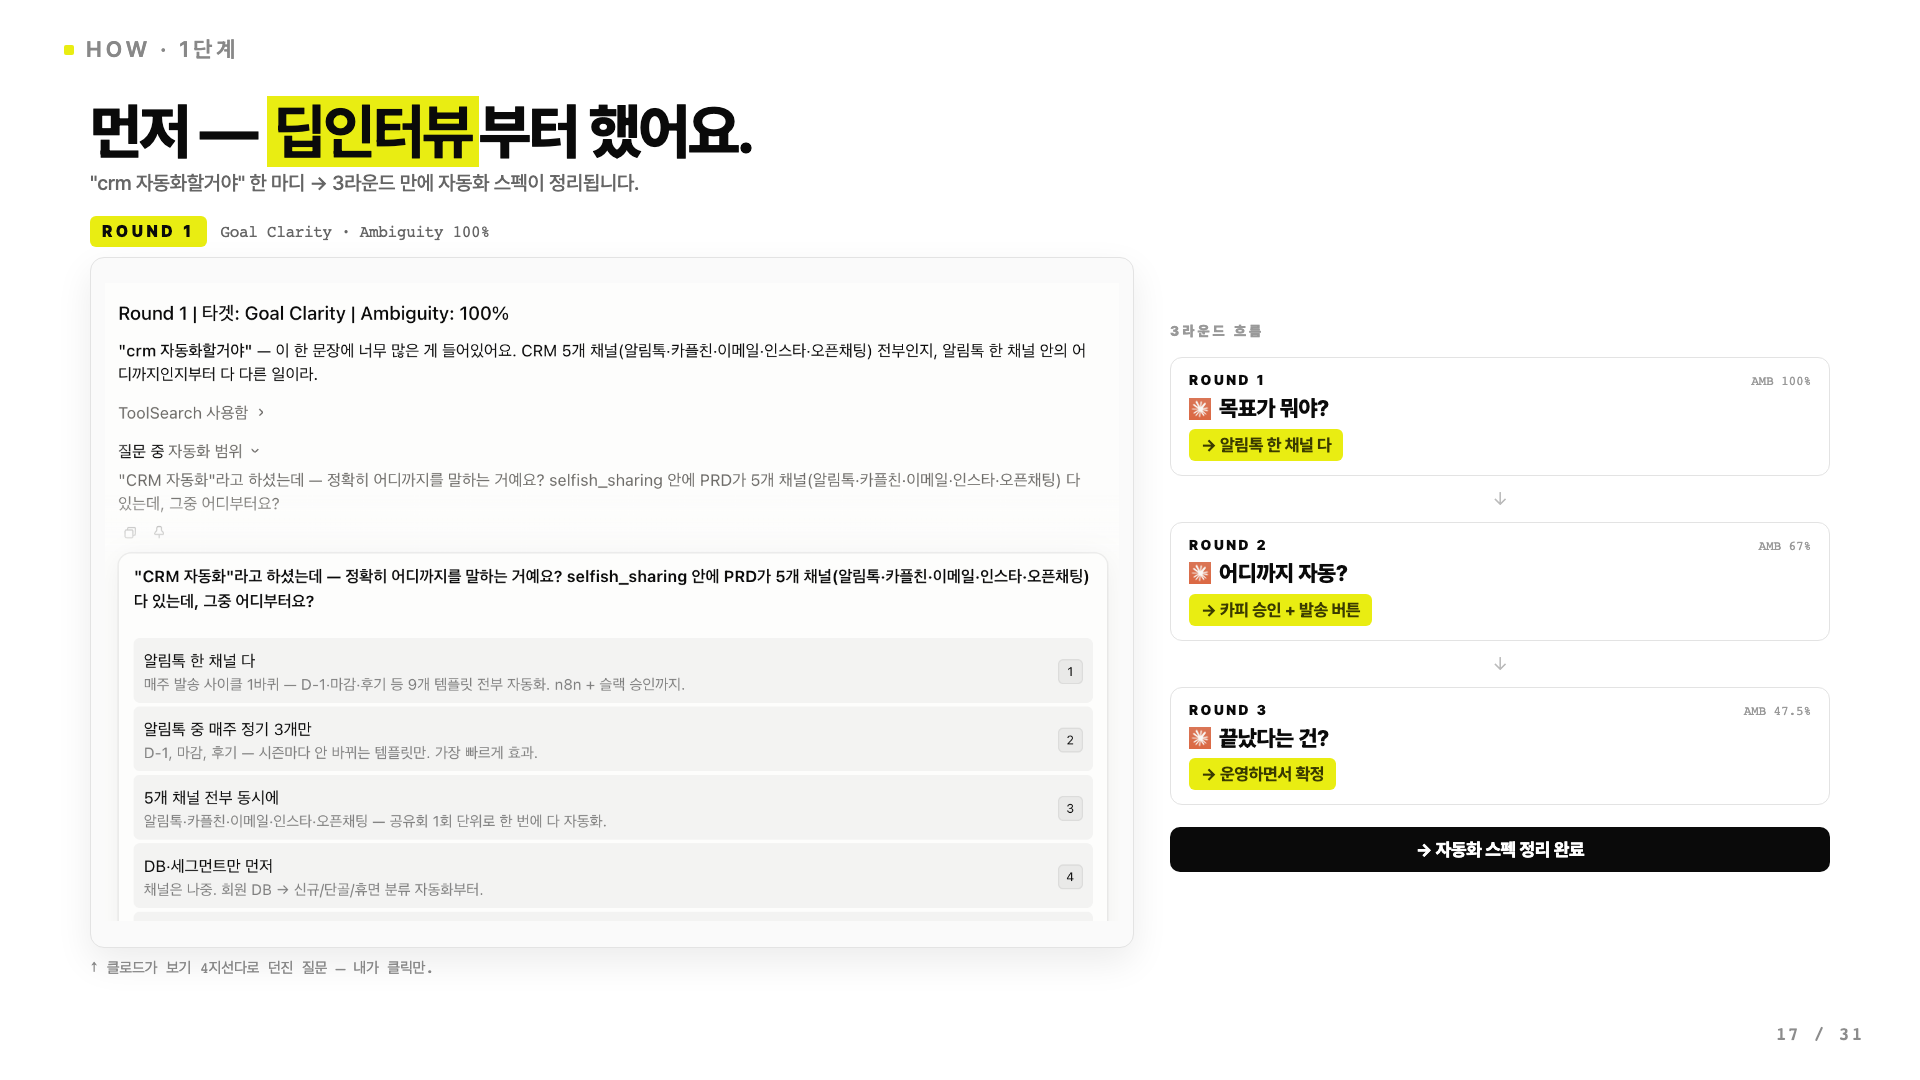 HOW · 1단계
먼저 — 딥인터뷰부터 했어요.
"crm 자동화할거야" 한 마디 → 3라운드 만에 자동화 스펙이 정리됩니다.
ROUND 1 Goal Clarity · Ambiguity 100%
Round 1 | 타겟: Goal Clarity | Ambiguity: 100%
"crm 자동화할거야" — 이 한 문장에 너무 많은 게 들어있어요. CRM 5개 채널(알림톡·카플친·이메일·인스타·오픈채팅) 전부인지, 알림톡 한 채널 안의 어
디까지인지부터 다 다른 일이라.
ToolSearch 사용함 ›
질문 중 자동화 범위
"CRM 자동화"라고 하셨는데 — 정확히 어디까지를 말하는 거예요? selfish_sharing 안에 PRD가 5개 채널(알림톡·카플친·이메일·인스타·오픈채팅) 다
있는데, 그중 어디부터요?
"CRM 자동화"라고 하셨는데 — 정확히 어디까지를 말하는 거예요? selfish_sharing 안에 PRD가 5개 채널(알림톡·카플친·이메일·인스타·오픈채팅)
다 있는데, 그중 어디부터요?
알림톡 한 채널 다
매주 발송 사이클 1바퀴 — D-1·마감·후기 등 9개 템플릿 전부 자동화. n8n + 슬랙 승인까지.
1
알림톡 중 매주 정기 3개만
D-1, 마감, 후기 — 시즌마다 안 바뀌는 템플릿만. 가장 빠르게 효과.
2
5개 채널 전부 동시에
알림톡·카플친·이메일·인스타·오픈채팅 — 공유회 1회 단위로 한 번에 다 자동화.
3
DB·세그먼트만 먼저
채널은 나중. 회원 DB → 신규/단골/휴면 분류 자동화부터.
4
↑ 클로드가 보기 4지선다로 던진 질문 — 내가 클릭만.
3라운드 흐름
ROUND 1 AMB 100%
목표가 뭐야?
→ 알림톡 한 채널 다
↓
ROUND 2 AMB 67%
어디까지 자동?
→ 카피 승인 + 발송 버튼
↓
ROUND 3 AMB 47.5%
끝났다는 건?
→ 운영하면서 확정
→ 자동화 스펙 정리 완료
17 / 31